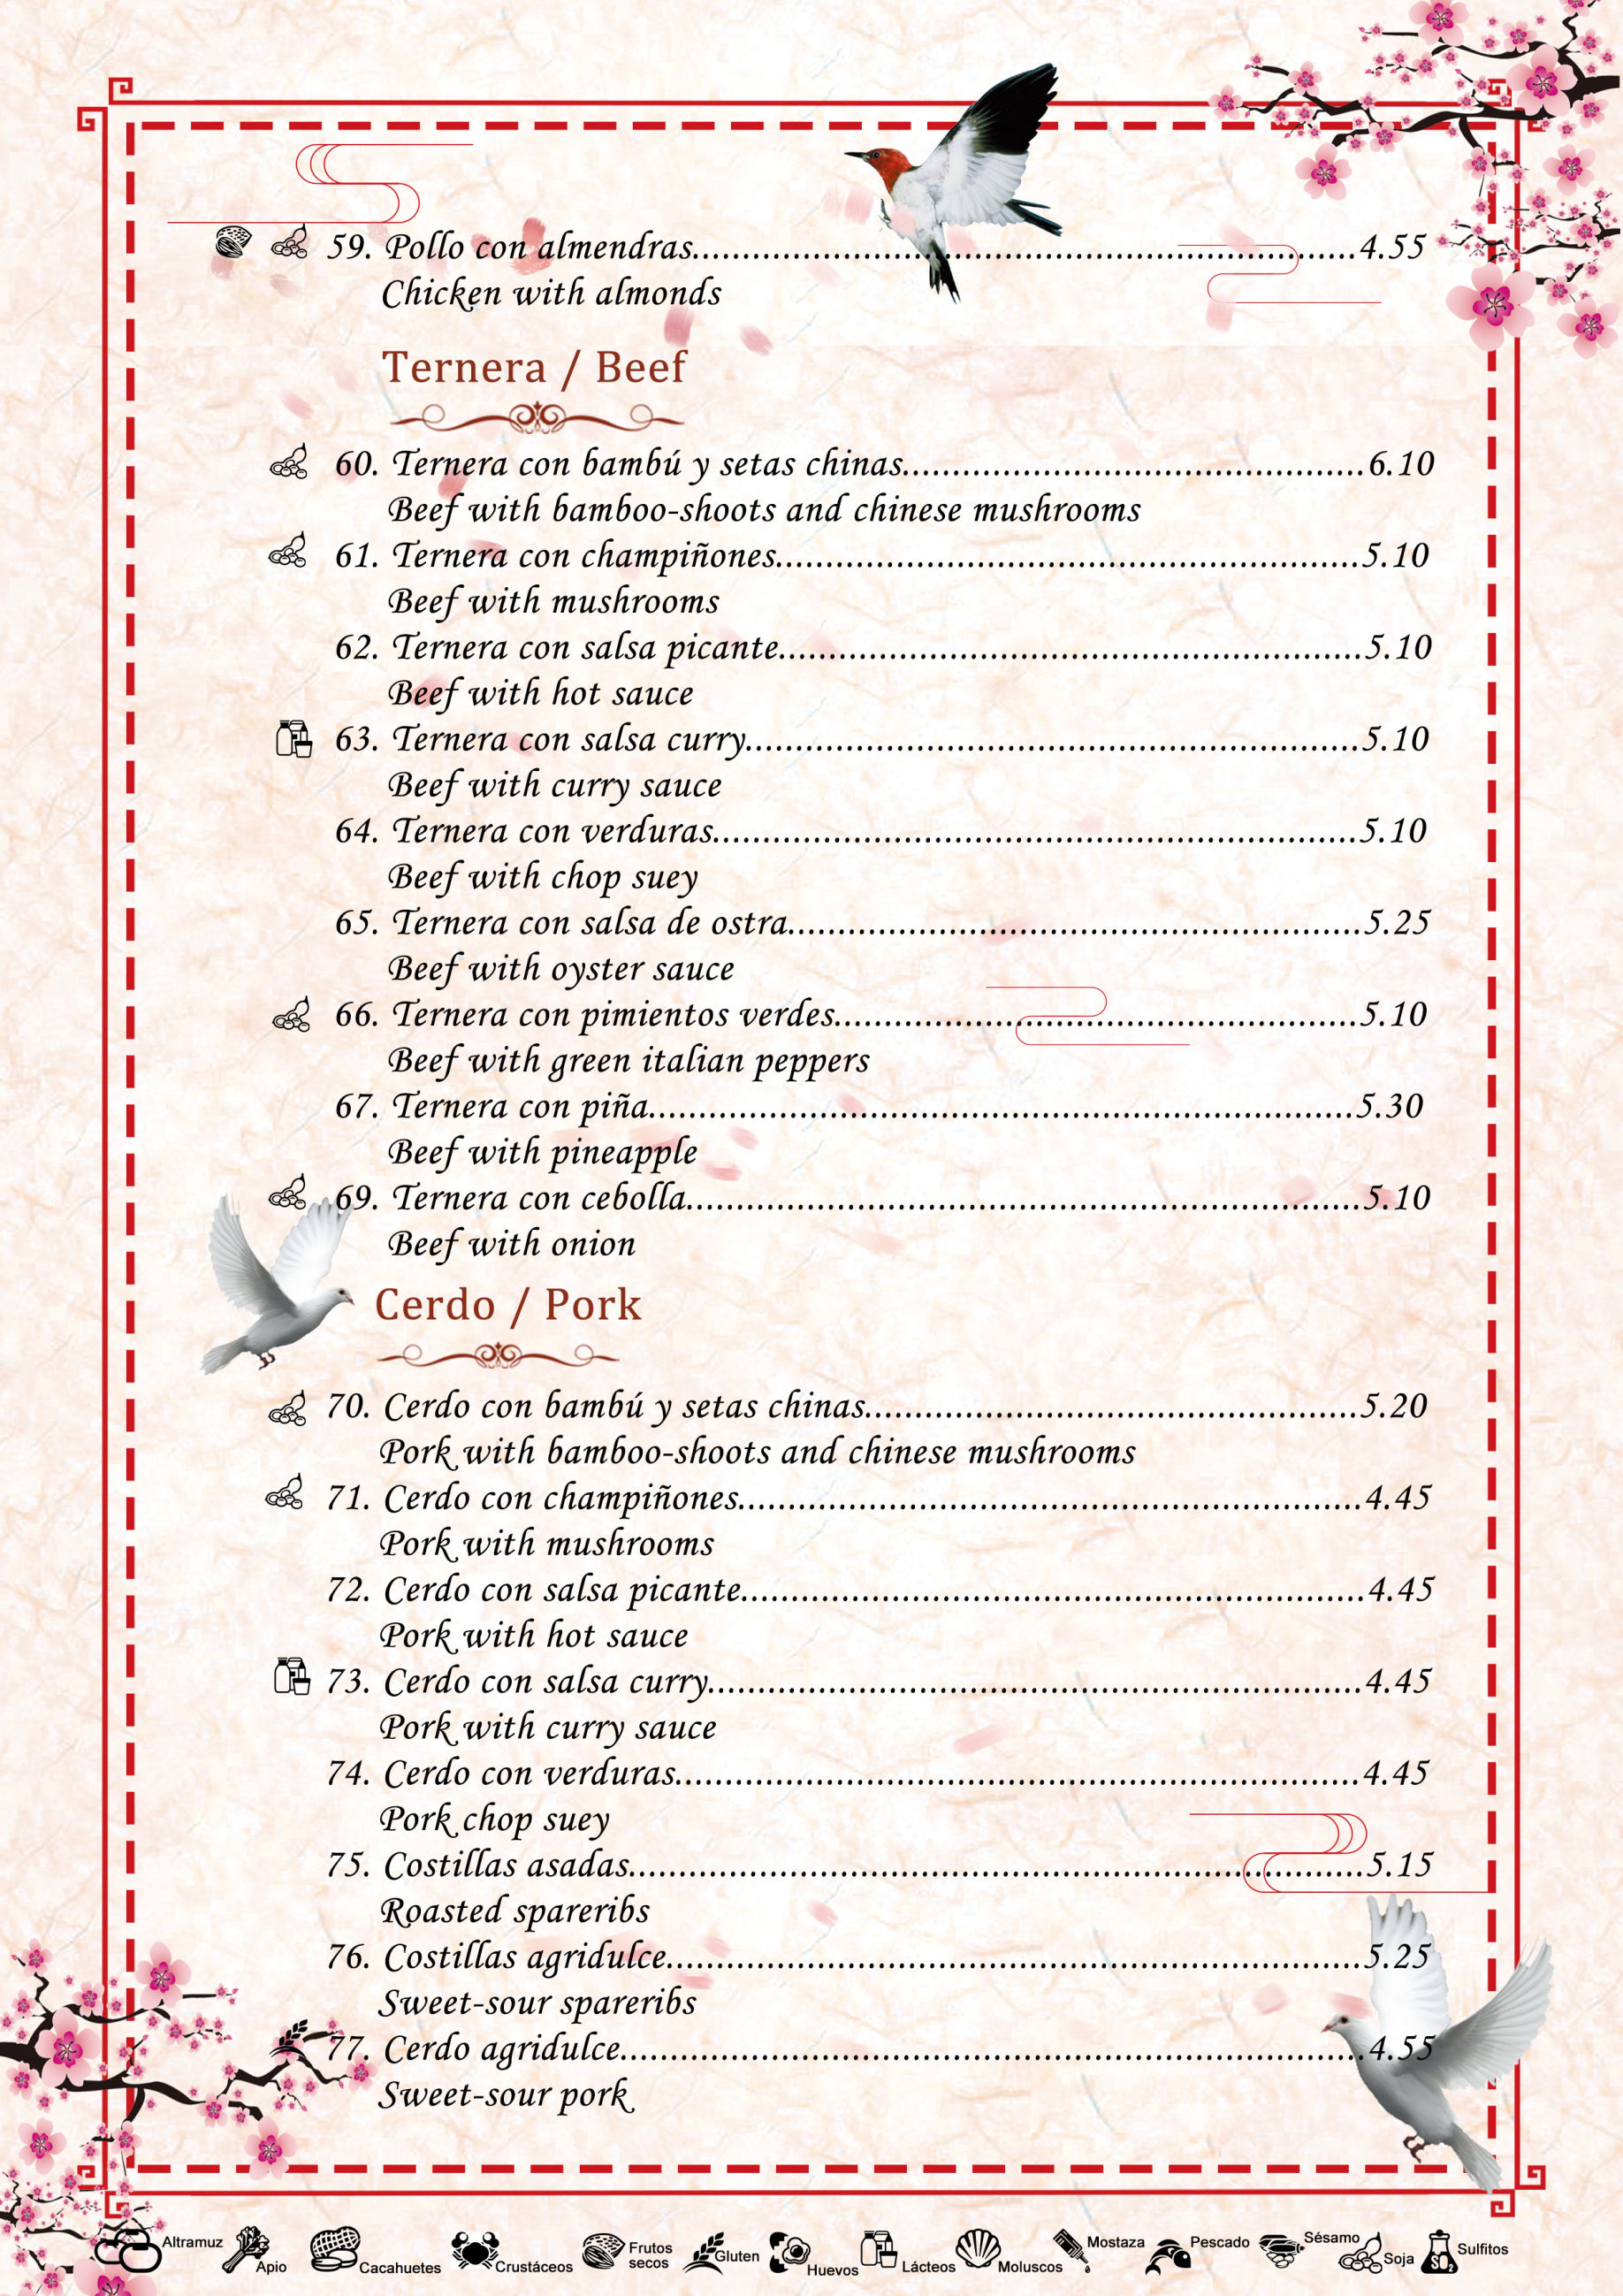 59. Pollo con almendras..........4.55
Chicken with almonds
Ternera / Beef
60. Ternera con bambú y setas chinas..........6.10
Beef with bamboo-shoots and chinese mushrooms
61. Ternera con champiñones..........5.10
Beef with mushrooms
62. Ternera con salsa picante..........5.10
Beef with hot sauce
63. Ternera con salsa curry..........5.10
Beef with curry sauce
64. Ternera con verduras..........5.10
Beef with chop suey
65. Ternera con salsa de ostra..........5.25
Beef with oyster sauce
66. Ternera con pimientos verdes..........5.10
Beef with green italian peppers
67. Ternera con piña..........5.30
Beef with pineapple
69. Ternera con cebolla..........5.10
Beef with onion
Cerdo / Pork
70. Cerdo con bambú y setas chinas..........5.20
Pork with bamboo-shoots and chinese mushrooms
71. Cerdo con champiñones..........4.45
Pork with mushrooms
72. Cerdo con salsa picante..........4.45
Pork with hot sauce
73. Cerdo con salsa curry..........4.45
Pork with curry sauce
74. Cerdo con verduras..........4.45
Pork chop suey
75. Costillas asadas..........5.15
Roasted spareribs
76. Costillas agridulce..........5.25
Sweet-sour spareribs
77. Cerdo agridulce..........4.55
Sweet-sour pork
Altramuz Apio Cacahuetes Crustáceos Frutos secos Gluten Huevos Lácteos Moluscos Mostaza Pescado Sésamo Soja SO2 Sulfitos